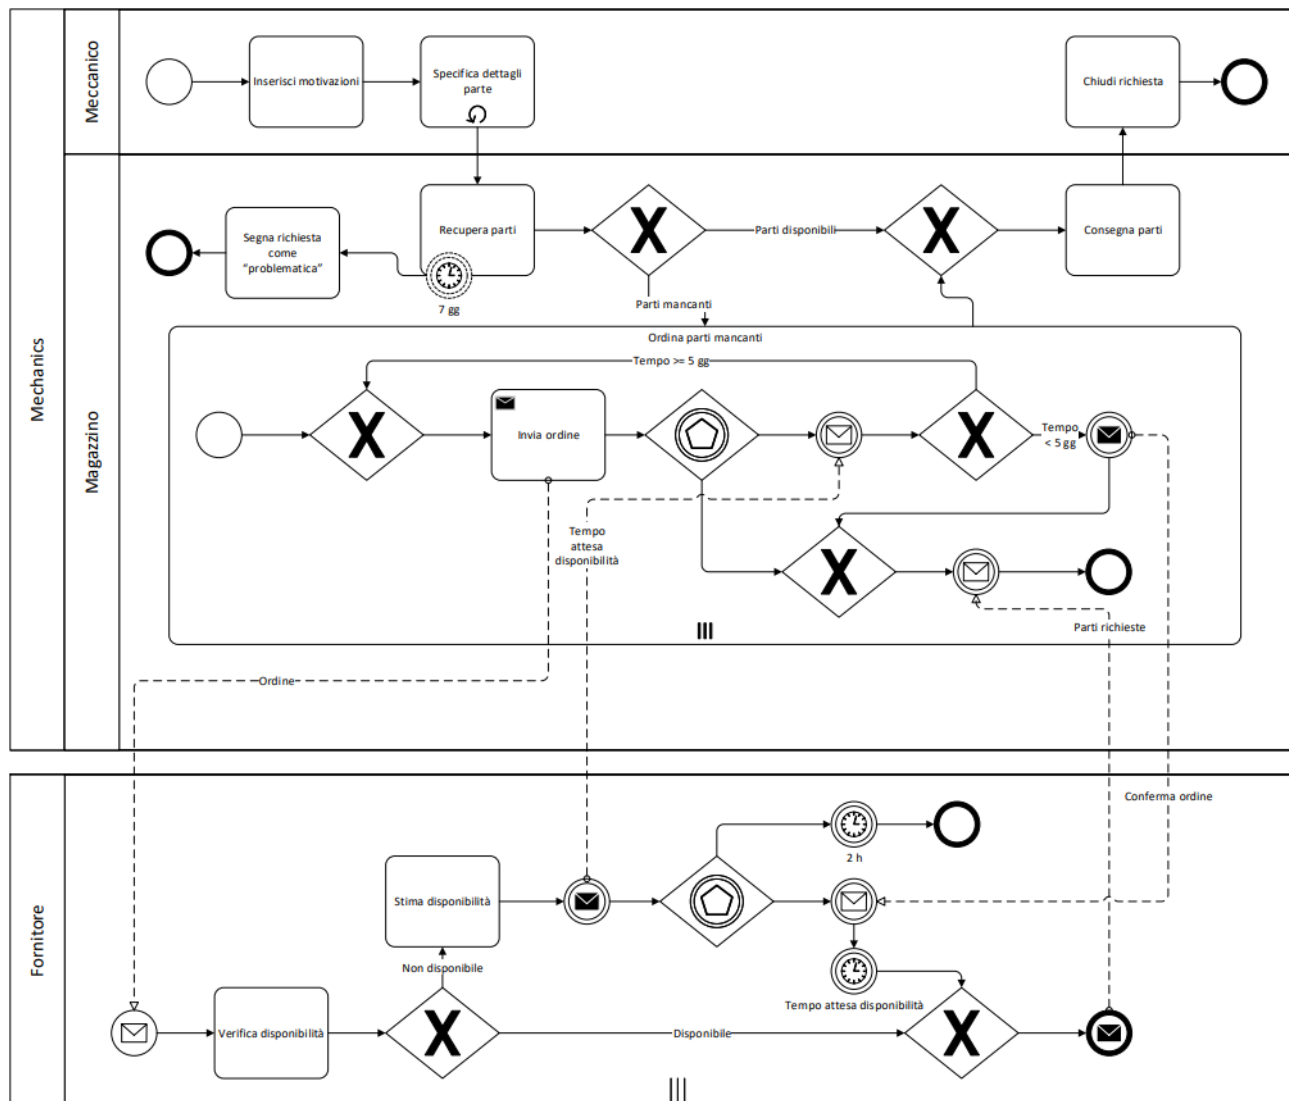 Mechanics
Meccanico
Inserisci motivazioni
Specifica dettagli
parte
Chiudi richiesta
Magazzino
Segna richiesta
come
“problematica”
Recupera parti
7 gg
Parti disponibili
Consegna parti
Parti mancanti
Ordina parti mancanti
Tempo >= 5 gg
Invia ordine
Tempo
< 5 gg
Tempo
attesa
disponibilità
Parti richieste
Ordine
Conferma ordine
Fornitore
2 h
Stima disponibilità
Non disponibile
Tempo attesa disponibilità
Verifica disponibilità
Disponibile